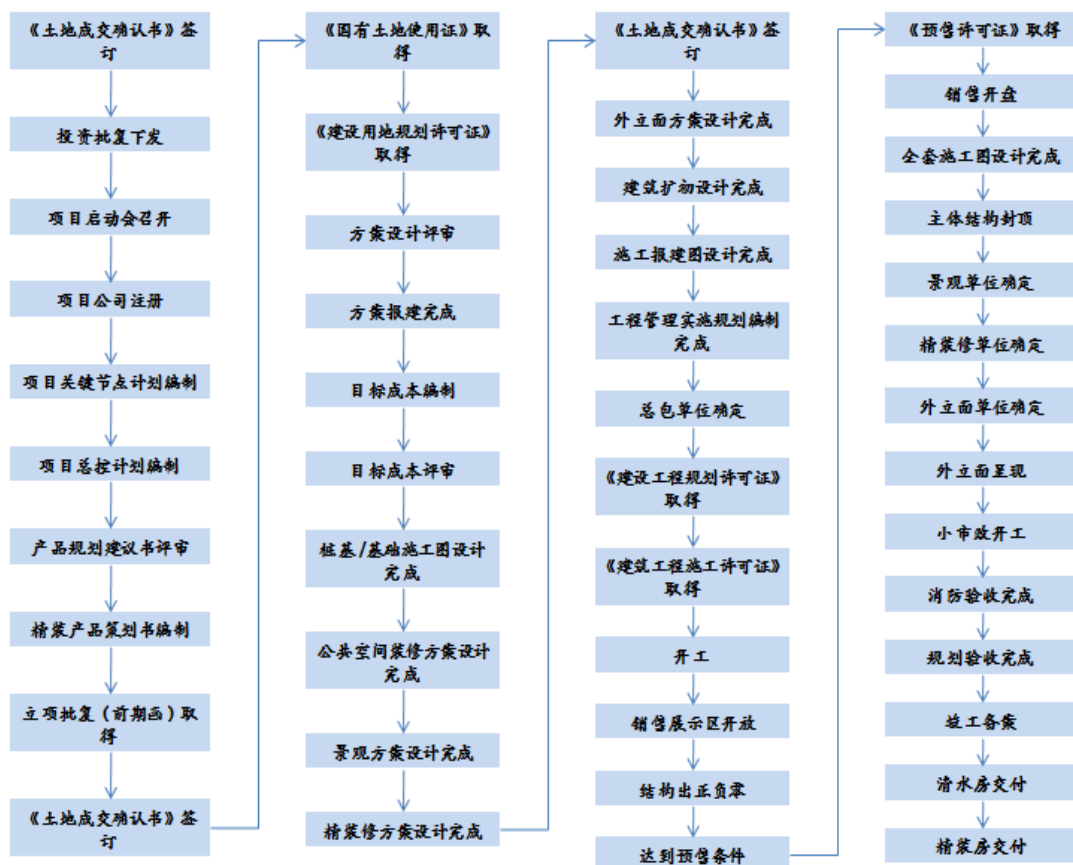 《土地成交确认书》签
订
投资批复下发
项目启动会召开
项目公司注册
项目关键节点计划编制
项目总控计划编制
产品规划建议书评审
精装产品策划书编制
立项批复（前期函）取
得
《土地成交确认书》签
订
《国有土地使用证》取
得
《建设用地规划许可证》
取得
方案设计评审
方案报建完成
目标成本编制
目标成本评审
桩基/基础施工图设计
完成
公共空间装修方案设计
完成
景观方案设计完成
精装修方案设计完成
《土地成交确认书》签
订
外立面方案设计完成
建筑扩初设计完成
施工报建图设计完成
工程管理实施规划编制
完成
总包单位确定
《建设工程规划许可证》
取得
《建筑工程施工许可证》
取得
开工
销售展示区开放
结构出正负零
达到预售条件
《预售许可证》取得
销售开盘
全套施工图设计完成
主体结构封顶
景观单位确定
精装修单位确定
外立面单位确定
外立面呈现
小市政开工
消防验收完成
规划验收完成
竣工备案
清水房交付
精装房交付